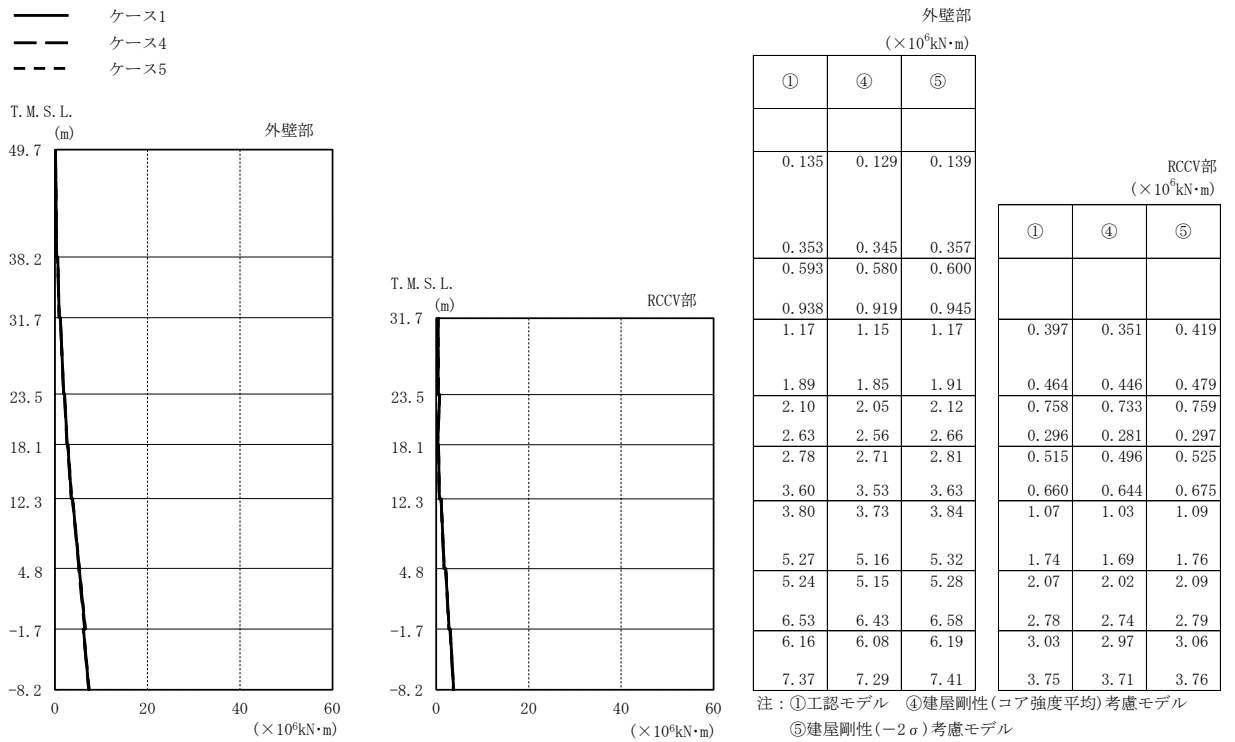 ケース1
ケース4
ケース5
T.M.S.L.
(m)
外壁部
49.7
38.2
31.7
23.5
18.1
12.3
4.8
-1.7
-8.2
0 20 40 60
(×10⁶kN・m)
T.M.S.L.
(m)
RCCV部
31.7
23.5
18.1
12.3
4.8
-1.7
-8.2
0 20 40 60
(×10⁶kN・m)
外壁部
(×10⁶kN・m)
① ④ ⑤
0.135 0.129 0.139
0.353 0.345 0.357
0.593 0.580 0.600
0.938 0.919 0.945
1.17 1.15 1.17
1.89 1.85 1.91
2.10 2.05 2.12
2.63 2.56 2.66
2.78 2.71 2.81
3.60 3.53 3.63
3.80 3.73 3.84
5.27 5.16 5.32
5.24 5.15 5.28
6.53 6.43 6.58
6.16 6.08 6.19
7.37 7.29 7.41
RCCV部
(×10⁶kN・m)
① ④ ⑤
0.397 0.351 0.419
0.464 0.446 0.479
0.758 0.733 0.759
0.296 0.281 0.297
0.515 0.496 0.525
0.660 0.644 0.675
1.07 1.03 1.09
1.74 1.69 1.76
2.07 2.02 2.09
2.78 2.74 2.79
3.03 2.97 3.06
3.75 3.71 3.76
注：①工認モデル ④建屋剛性(コア強度平均)考慮モデル
⑤建屋剛性(－2σ)考慮モデル